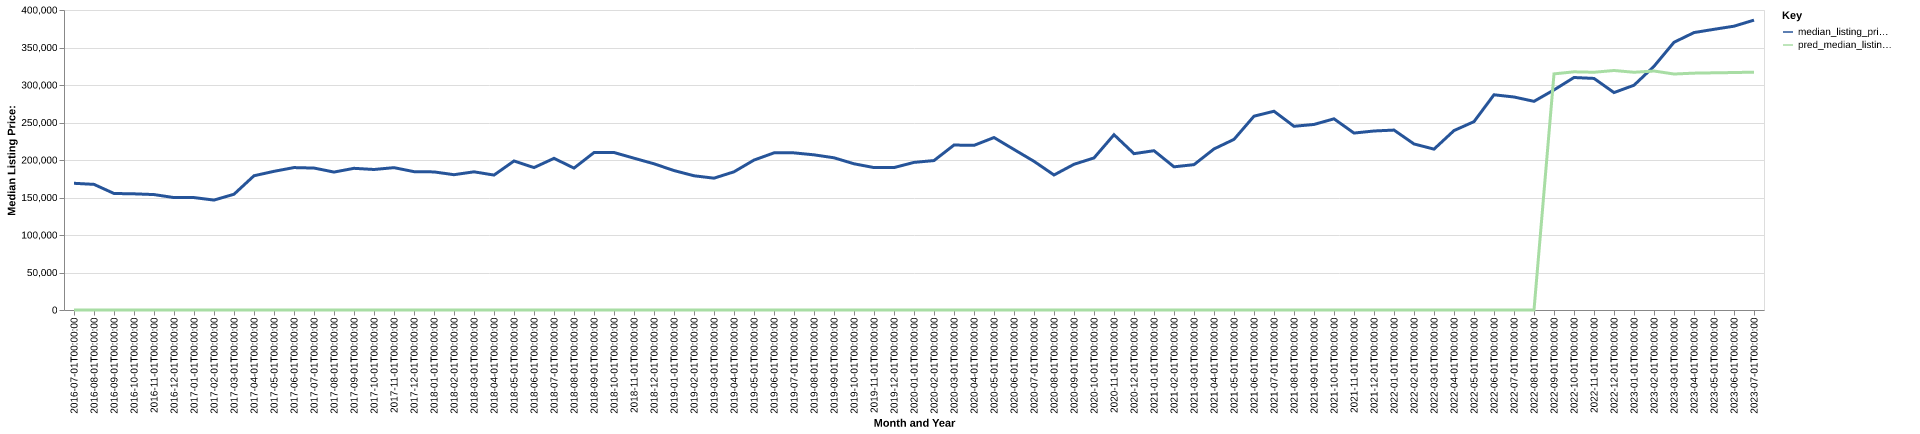 400,000
350,000
300,000
250,000
200,000
150,000
100,000
50,000
0
Median Listing Price:
2016-07-01T00:00:00
2016-08-01T00:00:00
2016-09-01T00:00:00
2016-10-01T00:00:00
2016-11-01T00:00:00
2016-12-01T00:00:00
2017-01-01T00:00:00
2017-02-01T00:00:00
2017-03-01T00:00:00
2017-04-01T00:00:00
2017-05-01T00:00:00
2017-06-01T00:00:00
2017-07-01T00:00:00
2017-08-01T00:00:00
2017-09-01T00:00:00
2017-10-01T00:00:00
2017-11-01T00:00:00
2017-12-01T00:00:00
2018-01-01T00:00:00
2018-02-01T00:00:00
2018-03-01T00:00:00
2018-04-01T00:00:00
2018-05-01T00:00:00
2018-06-01T00:00:00
2018-07-01T00:00:00
2018-08-01T00:00:00
2018-09-01T00:00:00
2018-10-01T00:00:00
2018-11-01T00:00:00
2018-12-01T00:00:00
2019-01-01T00:00:00
2019-02-01T00:00:00
2019-03-01T00:00:00
2019-04-01T00:00:00
2019-05-01T00:00:00
2019-06-01T00:00:00
2019-07-01T00:00:00
2019-08-01T00:00:00
2019-09-01T00:00:00
2019-10-01T00:00:00
2019-11-01T00:00:00
2019-12-01T00:00:00
2020-01-01T00:00:00
2020-02-01T00:00:00
2020-03-01T00:00:00
2020-04-01T00:00:00
2020-05-01T00:00:00
2020-06-01T00:00:00
2020-07-01T00:00:00
2020-08-01T00:00:00
2020-09-01T00:00:00
2020-10-01T00:00:00
2020-11-01T00:00:00
2020-12-01T00:00:00
2021-01-01T00:00:00
2021-02-01T00:00:00
2021-03-01T00:00:00
2021-04-01T00:00:00
2021-05-01T00:00:00
2021-06-01T00:00:00
2021-07-01T00:00:00
2021-08-01T00:00:00
2021-09-01T00:00:00
2021-10-01T00:00:00
2021-11-01T00:00:00
2021-12-01T00:00:00
2022-01-01T00:00:00
2022-02-01T00:00:00
2022-03-01T00:00:00
2022-04-01T00:00:00
2022-05-01T00:00:00
2022-06-01T00:00:00
2022-07-01T00:00:00
2022-08-01T00:00:00
2022-09-01T00:00:00
2022-10-01T00:00:00
2022-11-01T00:00:00
2022-12-01T00:00:00
2023-01-01T00:00:00
2023-02-01T00:00:00
2023-03-01T00:00:00
2023-04-01T00:00:00
2023-05-01T00:00:00
2023-06-01T00:00:00
2023-07-01T00:00:00
Month and Year
Key
median_listing_pri…
pred_median_listin…